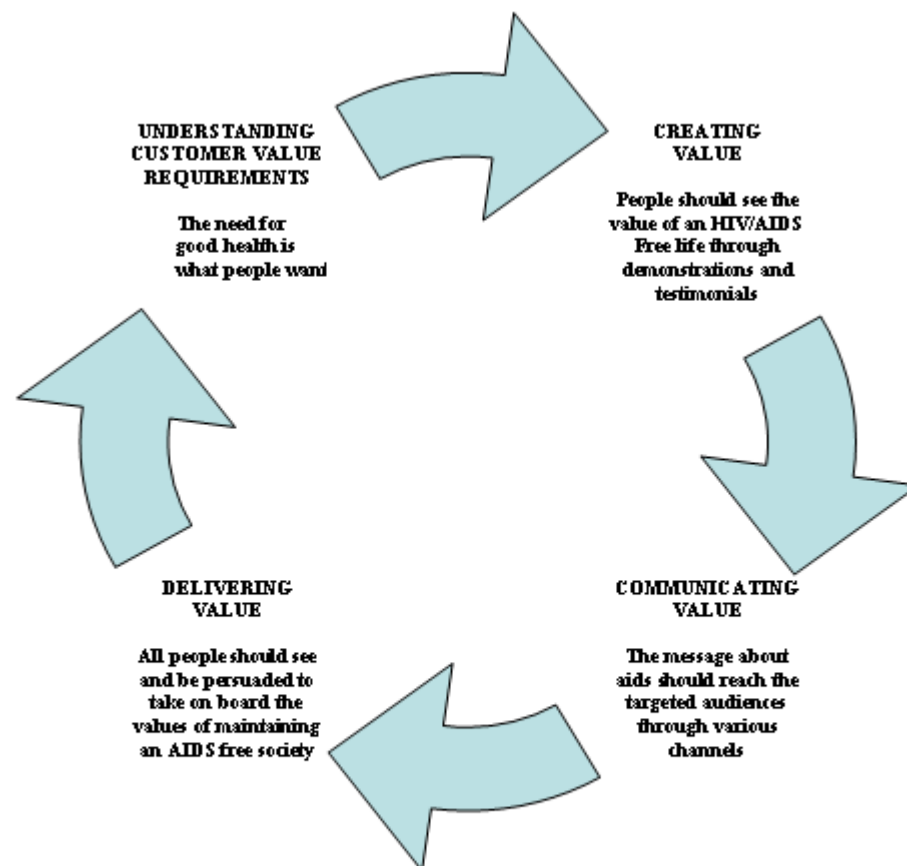 UNDERSTANDING
CUSTOMER VALUE
REQUIREMENTS
The need for
good health is
what people want
CREATING
VALUE
People should see the
value of an HIV/AIDS
Free life through
demonstrations and
testimonials
COMMUNICATING
VALUE
The message about
aids should reach the
targeted audiences
through various
channels
DELIVERING
VALUE
All people should see
and be persuaded to
take on board the
values of maintaining
an AIDS free society